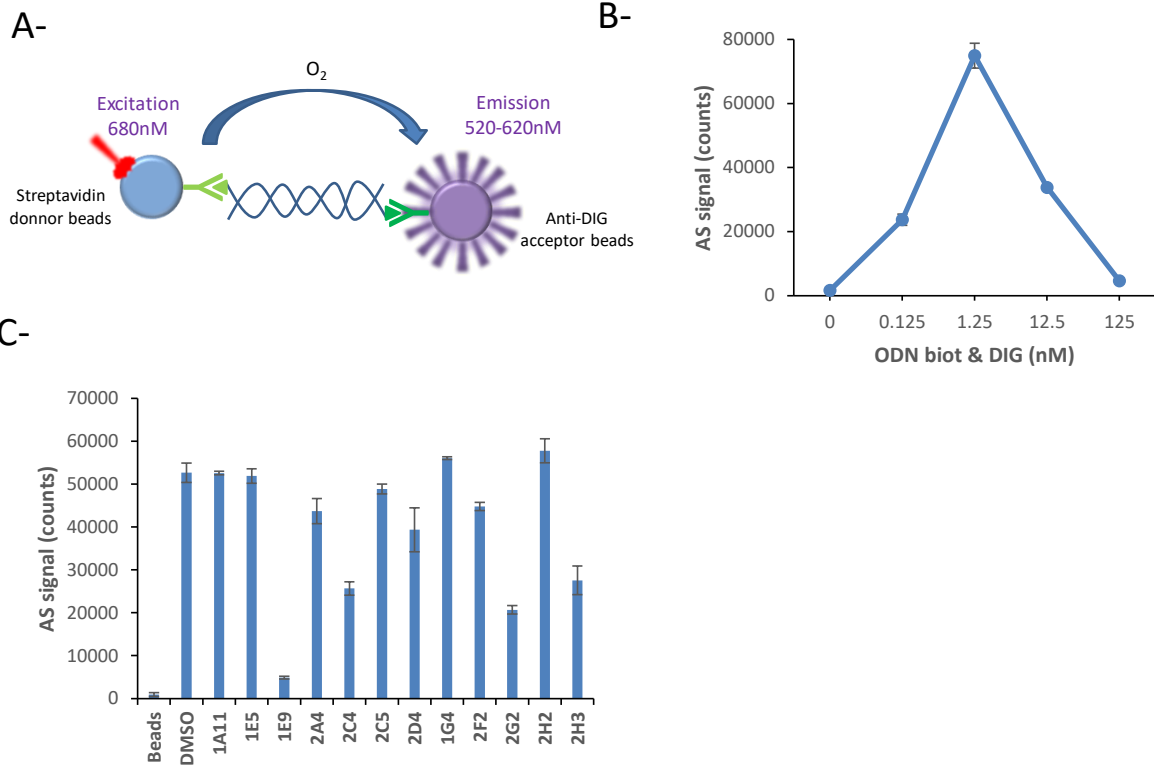 A-
O2
Excitation
680nM
Emission
520-620nM
Streptavidin
donnor beads
Anti-DIG
acceptor beads
B-
80000
60000
40000
20000
0
AS signal (counts)
0 0.125 1.25 12.5 125
ODN biot & DIG (nM)
C-
70000
60000
50000
40000
30000
20000
10000
0
AS signal (counts)
Beads
DMSO
1A11
1E5
1E9
2A4
2C4
2C5
2D4
1G4
2F2
2G2
2H2
2H3